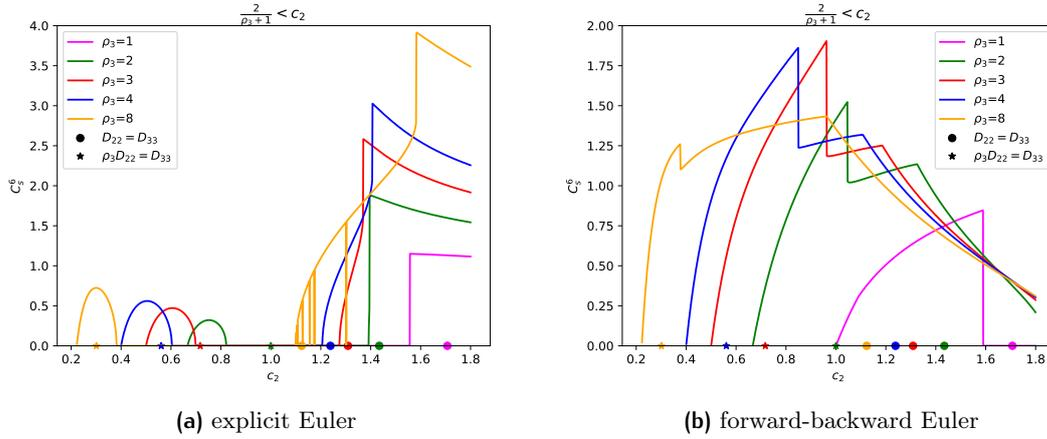 2/(ρ₃+1) < c₂
4.0
3.5
3.0
2.5
2.0
1.5
1.0
0.5
0.0
C_s^6
ρ₃=1
ρ₃=2
ρ₃=3
ρ₃=4
ρ₃=8
D₂₂ = D₃₃
ρ₃D₂₂ = D₃₃
0.2 0.4 0.6 0.8 1.0 1.2 1.4 1.6 1.8
c₂
(a) explicit Euler
2/(ρ₃+1) < c₂
2.00
1.75
1.50
1.25
1.00
0.75
0.50
0.25
0.00
C_s^6
ρ₃=1
ρ₃=2
ρ₃=3
ρ₃=4
ρ₃=8
D₂₂ = D₃₃
ρ₃D₂₂ = D₃₃
0.2 0.4 0.6 0.8 1.0 1.2 1.4 1.6 1.8
c₂
(b) forward-backward Euler